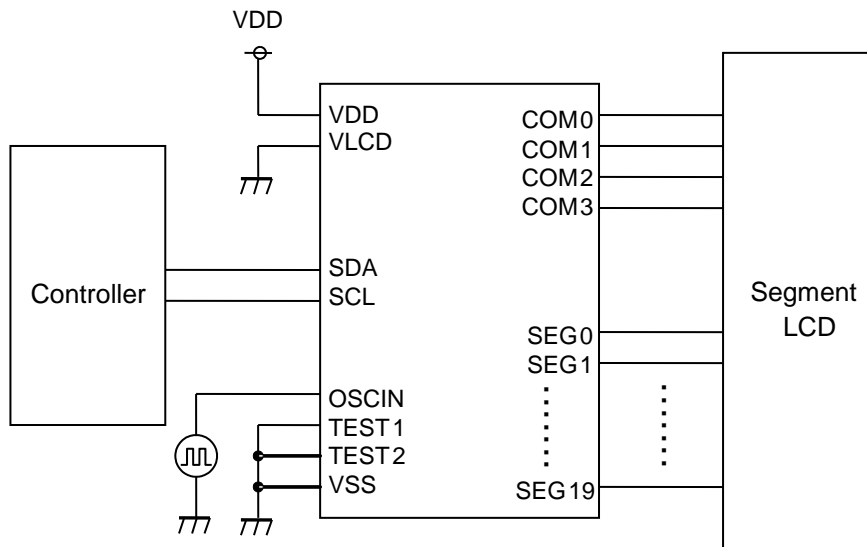 VDD
VDD
VLCD
SDA
SCL
OSCIN
TEST1
TEST2
VSS
COM0
COM1
COM2
COM3
SEG0
SEG1
SEG19
Controller
Segment
LCD